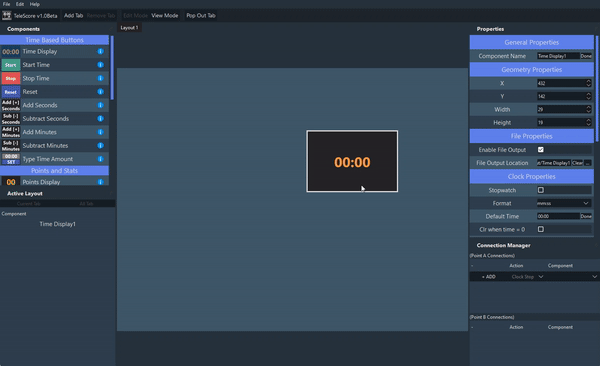 File Edit Help
TeleScore v1.0Beta Add Tab Remove Tab Edit Mode View Mode Pop Out Tab
Components
Time Based Buttons
00:00 Time Display
Start Start Time
Stop Stop Time
Reset Reset
Add [+] Seconds Add Seconds
Sub [-] Seconds Subtract Seconds
Add [+] Minutes Add Minutes
Sub [-] Minutes Subtract Minutes
00:00 SET Type Time Amount
Points and Stats
00 Points Display
Active Layout
Current Tab All Tab
Component
Time Display1
Layout 1
00:00
Properties
General Properties
Component Name Time Display1 Done
Geometry Properties
X 432
Y 142
Width 29
Height 19
File Properties
Enable File Output
File Output Location Time Display1 Clear ...
Clock Properties
Stopwatch
Format mm:ss
Default Time 00:00 Done
Clr when time = 0
Connection Manager
(Point A Connections)
- Action Component
+ ADD Clock Stop
(Point B Connections)
- Action Component